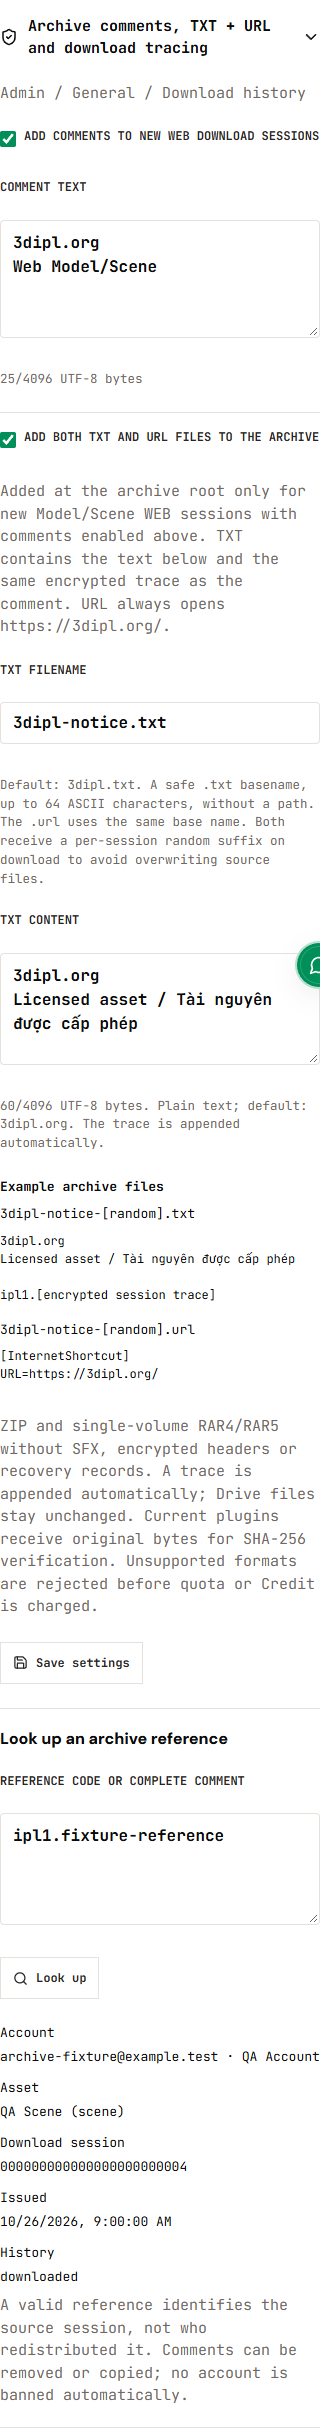 Archive comments, TXT + URL
and download tracing
Admin / General / Download history
ADD COMMENTS TO NEW WEB DOWNLOAD SESSIONS
COMMENT TEXT
3dipl.org
Web Model/Scene
25/4096 UTF-8 bytes
ADD BOTH TXT AND URL FILES TO THE ARCHIVE
Added at the archive root only for
new Model/Scene WEB sessions with
comments enabled above. TXT
contains the text below and the
same encrypted trace as the
comment. URL always opens
https://3dipl.org/.
TXT FILENAME
3dipl-notice.txt
Default: 3dipl.txt. A safe .txt basename,
up to 64 ASCII characters, without a path.
The .url uses the same base name. Both
receive a per-session random suffix on
download to avoid overwriting source
files.
TXT CONTENT
3dipl.org
Licensed asset / Tài nguyên
được cấp phép
60/4096 UTF-8 bytes. Plain text; default:
3dipl.org. The trace is appended
automatically.
Example archive files
3dipl-notice-[random].txt
3dipl.org
Licensed asset / Tài nguyên được cấp phép
ipl1.[encrypted session trace]
3dipl-notice-[random].url
[InternetShortcut]
URL=https://3dipl.org/
ZIP and single-volume RAR4/RAR5
without SFX, encrypted headers or
recovery records. A trace is
appended automatically; Drive files
stay unchanged. Current plugins
receive original bytes for SHA-256
verification. Unsupported formats
are rejected before quota or Credit
is charged.
Save settings
Look up an archive reference
REFERENCE CODE OR COMPLETE COMMENT
ipl1.fixture-reference
Look up
Account
archive-fixture@example.test · QA Account
Asset
QA Scene (scene)
Download session
000000000000000000000004
Issued
10/26/2026, 9:00:00 AM
History
downloaded
A valid reference identifies the
source session, not who
redistributed it. Comments can be
removed or copied; no account is
banned automatically.